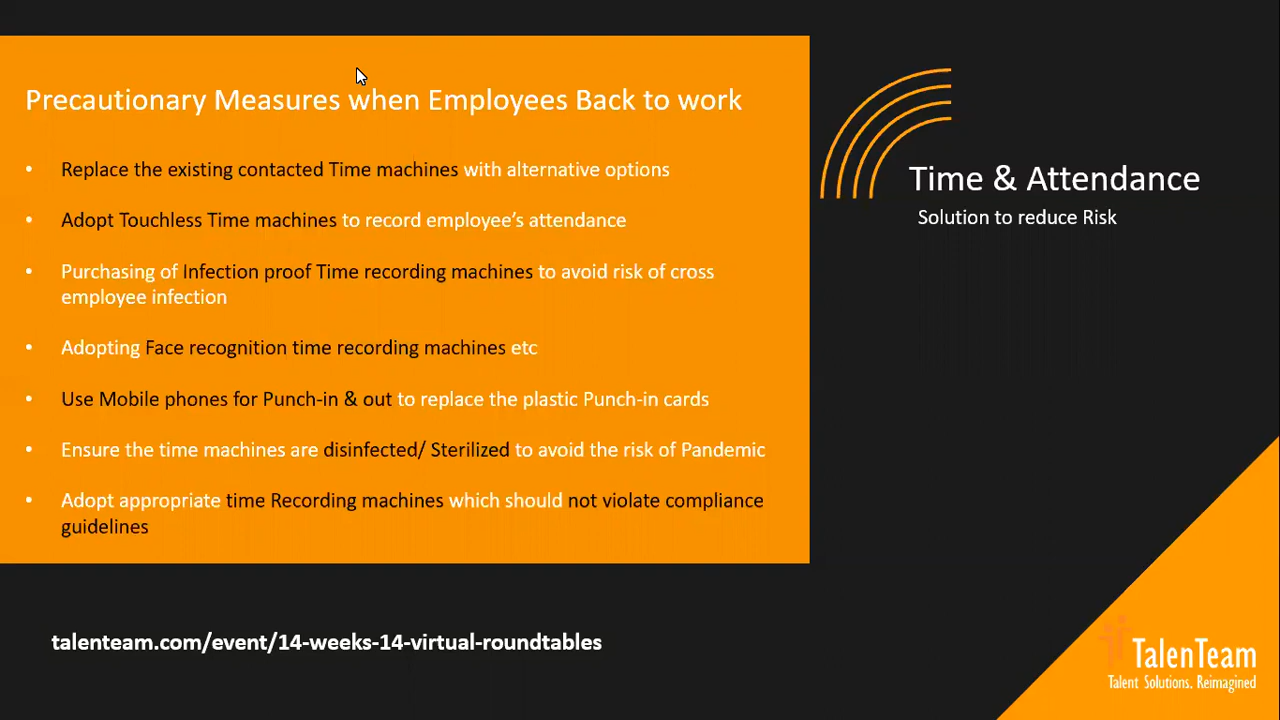 Precautionary Measures when Employees Back to work
• Replace the existing contacted Time machines with alternative options
• Adopt Touchless Time machines to record employee's attendance
• Purchasing of Infection proof Time recording machines to avoid risk of cross
employee infection
• Adopting Face recognition time recording machines etc
• Use Mobile phones for Punch-in & out to replace the plastic Punch-in cards
• Ensure the time machines are disinfected/ Sterilized to avoid the risk of Pandemic
• Adopt appropriate time Recording machines which should not violate compliance
guidelines
Time & Attendance
Solution to reduce Risk
talenteam.com/event/14-weeks-14-virtual-roundtables
TalenTeam
Talent Solutions. Reimagined